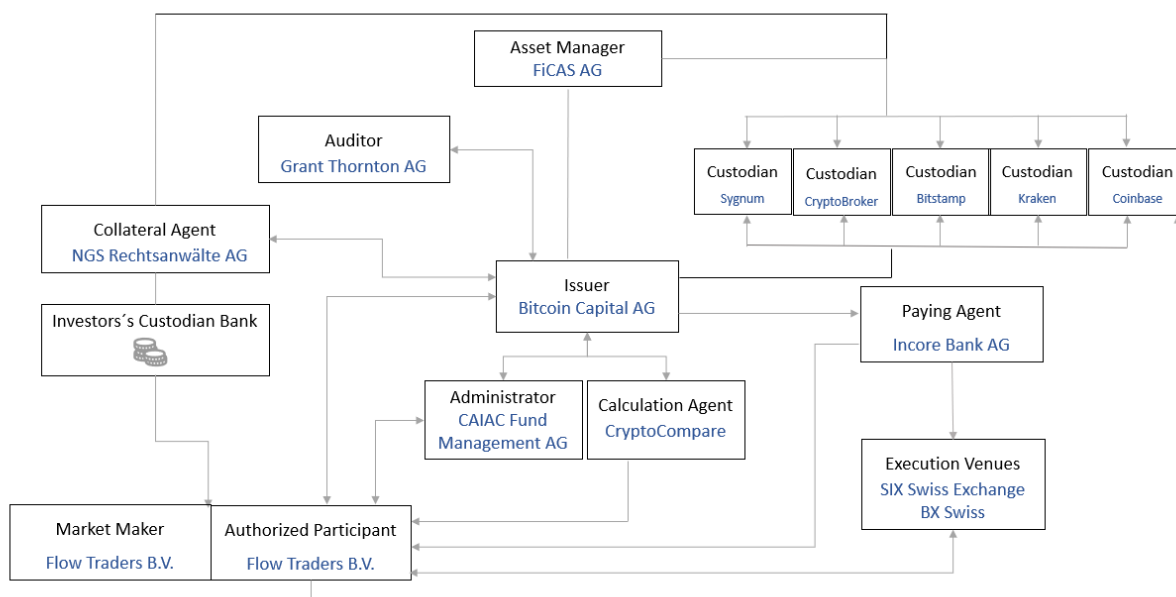 Asset Manager
FiCAS AG
Auditor
Grant Thornton AG
Custodian
Sygnum
Custodian
CryptoBroker
Custodian
Bitstamp
Custodian
Kraken
Custodian
Coinbase
Collateral Agent
NGS Rechtsanwälte AG
Issuer
Bitcoin Capital AG
Investors´s Custodian Bank
Paying Agent
Incore Bank AG
Administrator
CAIAC Fund
Management AG
Calculation Agent
CryptoCompare
Execution Venues
SIX Swiss Exchange
BX Swiss
Market Maker
Flow Traders B.V.
Authorized Participant
Flow Traders B.V.